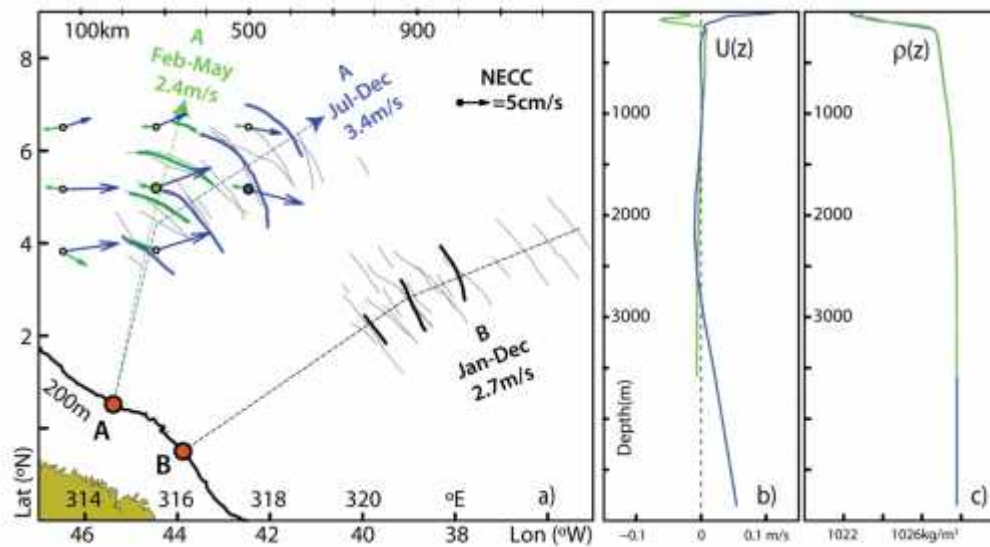 100km 500 900
8
6
4
2
Lat (ºN)
A
Feb-May
2.4m/s
A
Jul-Dec
3.4m/s
NECC
=5cm/s
B
Jan-Dec
2.7m/s
200m
A
B
314 316 318 320 ºE a)
46 44 42 40 38 Lon (ºW)
U(z)
1000
2000
3000
Depth(m)
b)
-0.1 0 0.1 m/s
ρ(z)
1000
2000
3000
c)
1022 1026kg/m³